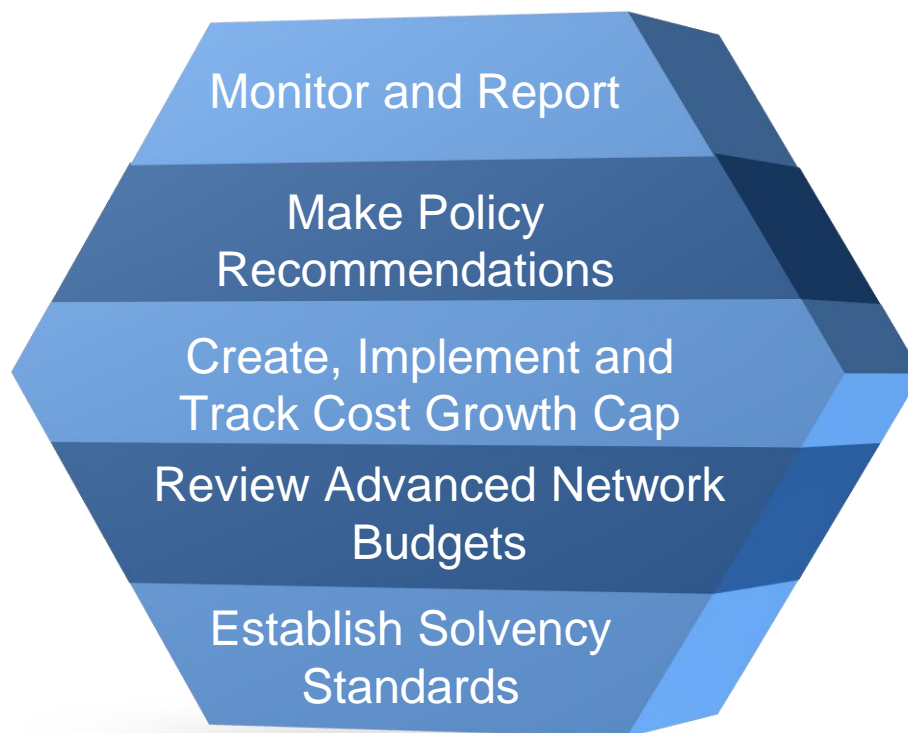 Monitor and Report
Make Policy
Recommendations
Create, Implement and
Track Cost Growth Cap
Review Advanced Network
Budgets
Establish Solvency
Standards